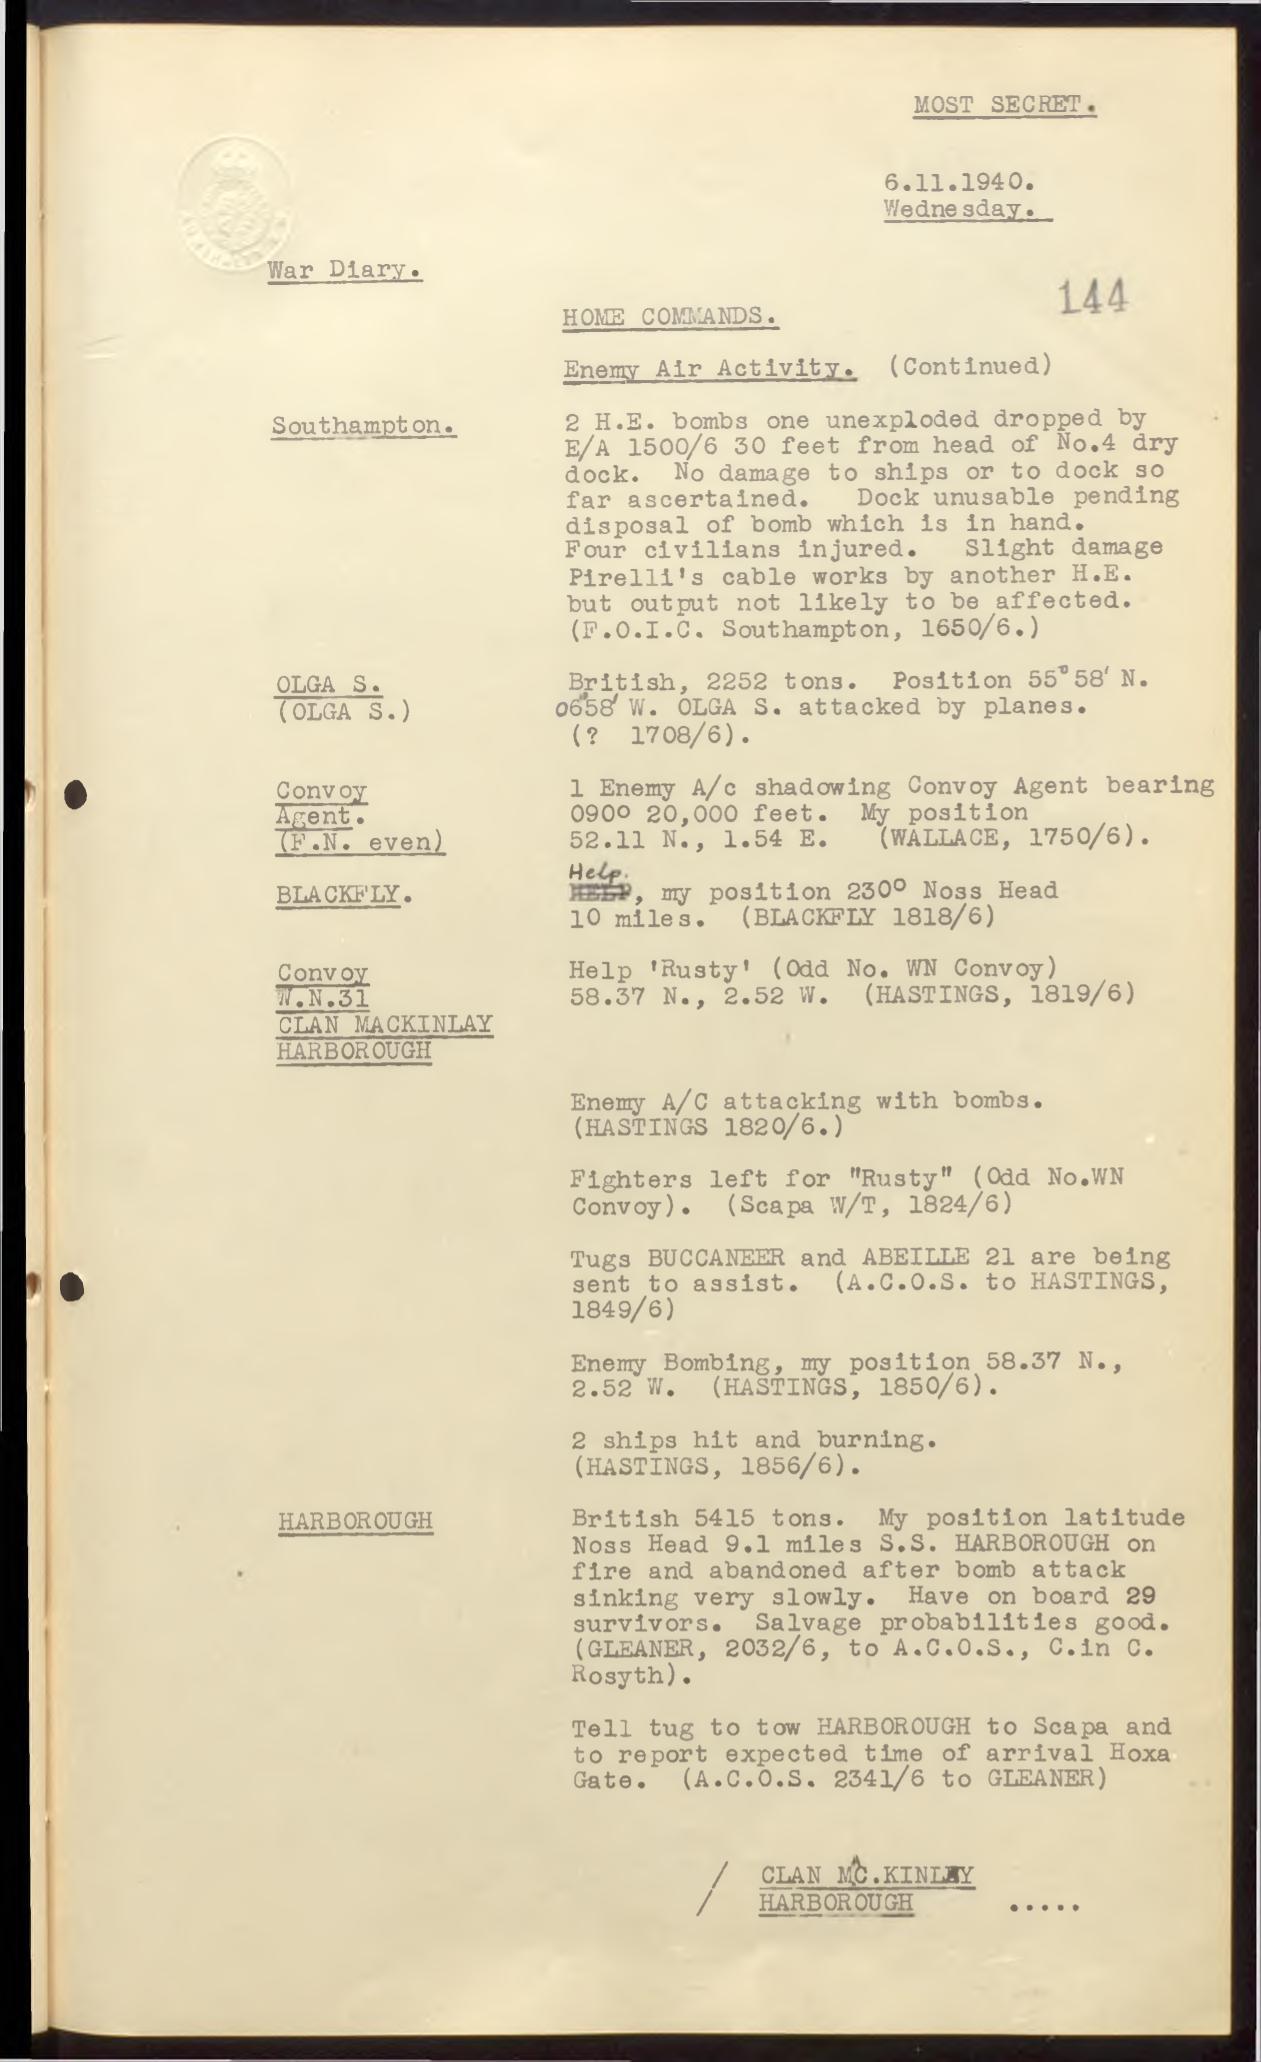 MOST SECRET.
6.11.1940.
Wednesday.
War Diary.
144
HOME COMMANDS.
Enemy Air Activity. (Continued)
Southampton.
2 H.E. bombs one unexploded dropped by
E/A 1500/6 30 feet from head of No.4 dry
dock. No damage to ships or to dock so
far ascertained. Dock unusable pending
disposal of bomb which is in hand.
Four civilians injured. Slight damage
Pirelli's cable works by another H.E.
but output not likely to be affected.
(F.O.I.C. Southampton, 1650/6.)
OLGA S.
(OLGA S.)
British, 2252 tons. Position 55°58' N.
06°58' W. OLGA S. attacked by planes.
(? 1708/6).
Convoy
Agent.
(F.N. even)
1 Enemy A/c shadowing Convoy Agent bearing
090° 20,000 feet. My position
52.11 N., 1.54 E. (WALLACE, 1750/6).
BLACKFLY.
Help.
HELP, my position 230° Noss Head
10 miles. (BLACKFLY 1818/6)
Convoy
W.N.31
CLAN MACKINLAY
HARBOROUGH
Help 'Rusty' (Odd No. WN Convoy)
58.37 N., 2.52 W. (HASTINGS, 1819/6)
Enemy A/C attacking with bombs.
(HASTINGS 1820/6.)
Fighters left for "Rusty" (Odd No.WN
Convoy). (Scapa W/T, 1824/6)
Tugs BUCCANEER and ABEILLE 21 are being
sent to assist. (A.C.O.S. to HASTINGS,
1849/6)
Enemy Bombing, my position 58.37 N.,
2.52 W. (HASTINGS, 1850/6).
2 ships hit and burning.
(HASTINGS, 1856/6).
HARBOROUGH
British 5415 tons. My position latitude
Noss Head 9.1 miles S.S. HARBOROUGH on
fire and abandoned after bomb attack
sinking very slowly. Have on board 29
survivors. Salvage probabilities good.
(GLEANER, 2032/6, to A.C.O.S., C.in C.
Rosyth).
Tell tug to tow HARBOROUGH to Scapa and
to report expected time of arrival Hoxa
Gate. (A.C.O.S. 2341/6 to GLEANER)
/ CLAN MAC.KINLAY
/ HARBOROUGH .....